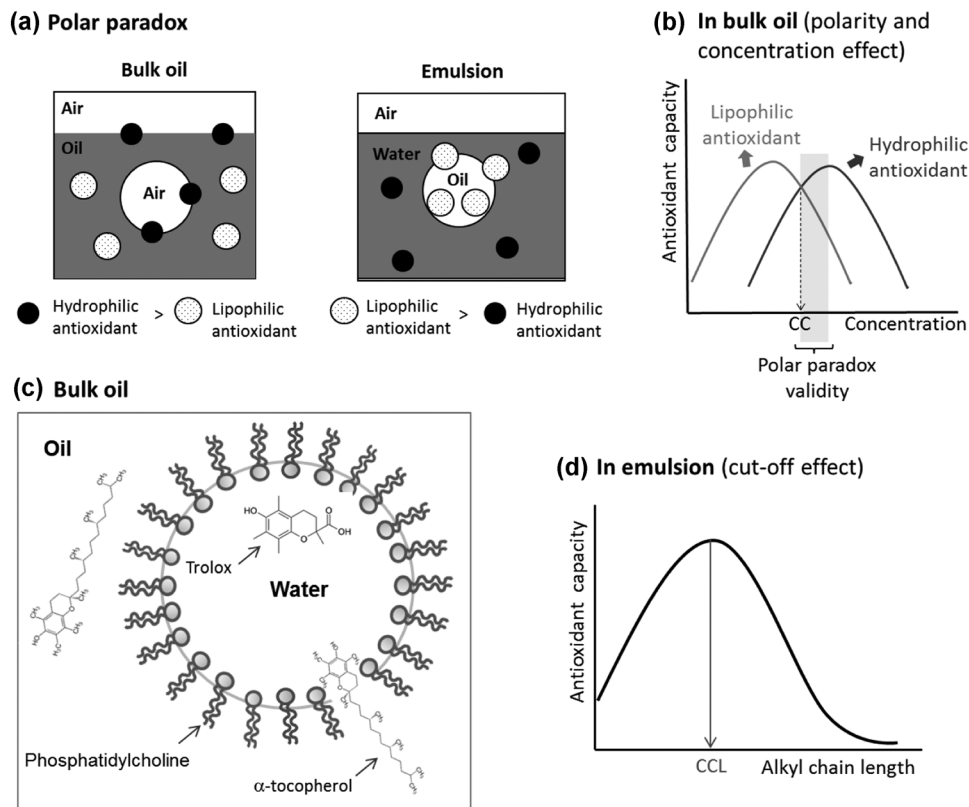 (a) Polar paradox
Bulk oil
Air
Oil
Air
Hydrophilic
antioxidant
>
Lipophilic
antioxidant
Emulsion
Air
Water
Oil
Lipophilic
antioxidant
>
Hydrophilic
antioxidant
(b) In bulk oil (polarity and
concentration effect)
Antioxidant capacity
Lipophilic
antioxidant
Hydrophilic
antioxidant
CC
Concentration
Polar paradox
validity
(c) Bulk oil
Oil
HO
O
O
OH
Trolox
Water
Phosphatidylcholine
α-tocopherol
(d) In emulsion (cut-off effect)
Antioxidant capacity
CCL
Alkyl chain length